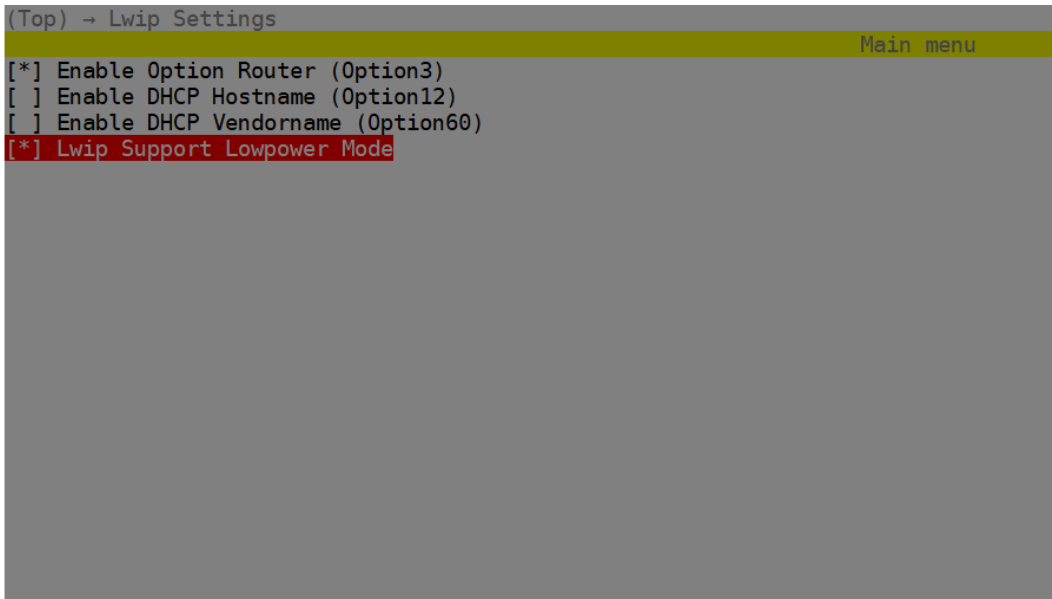 (Top) → Lwip Settings
Main menu
[*] Enable Option Router (Option3)
[ ] Enable DHCP Hostname (Option12)
[ ] Enable DHCP Vendorname (Option60)
[*] Lwip Support Lowpower Mode